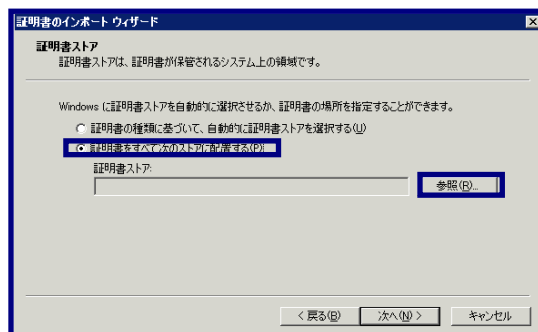 証明書のインポート ウィザード
証明書ストア
証明書ストアは、証明書が保管されるシステム上の領域です。
Windows に証明書ストアを自動的に選択させるか、証明書の場所を指定することができます。
証明書の種類に基づいて、自動的に証明書ストアを選択する(U)
証明書をすべて次のストアに配置する(P)
証明書ストア:
参照(R)...
< 戻る(B)
次へ(N) >
キャンセル